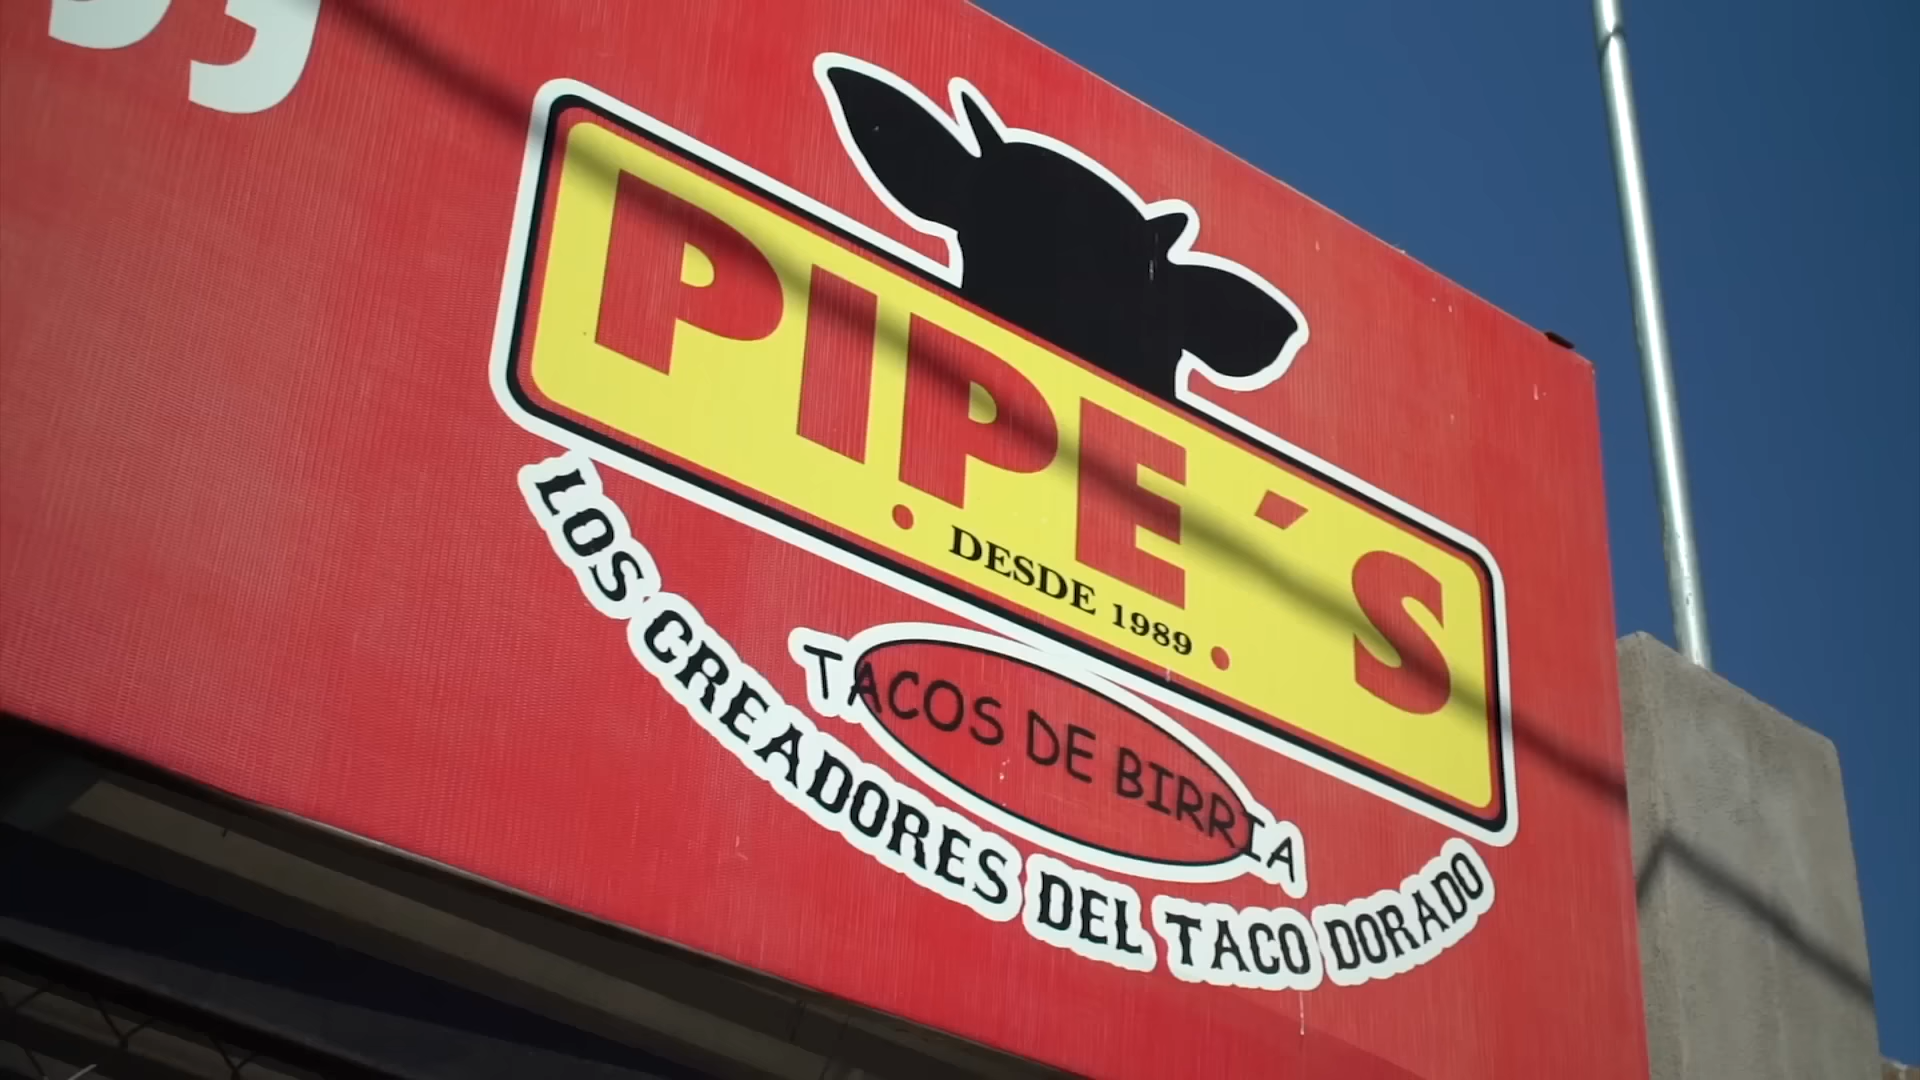 PIPE´S
DESDE 1989
TACOS DE BIRRIA
LOS CREADORES DEL TACO DORADO